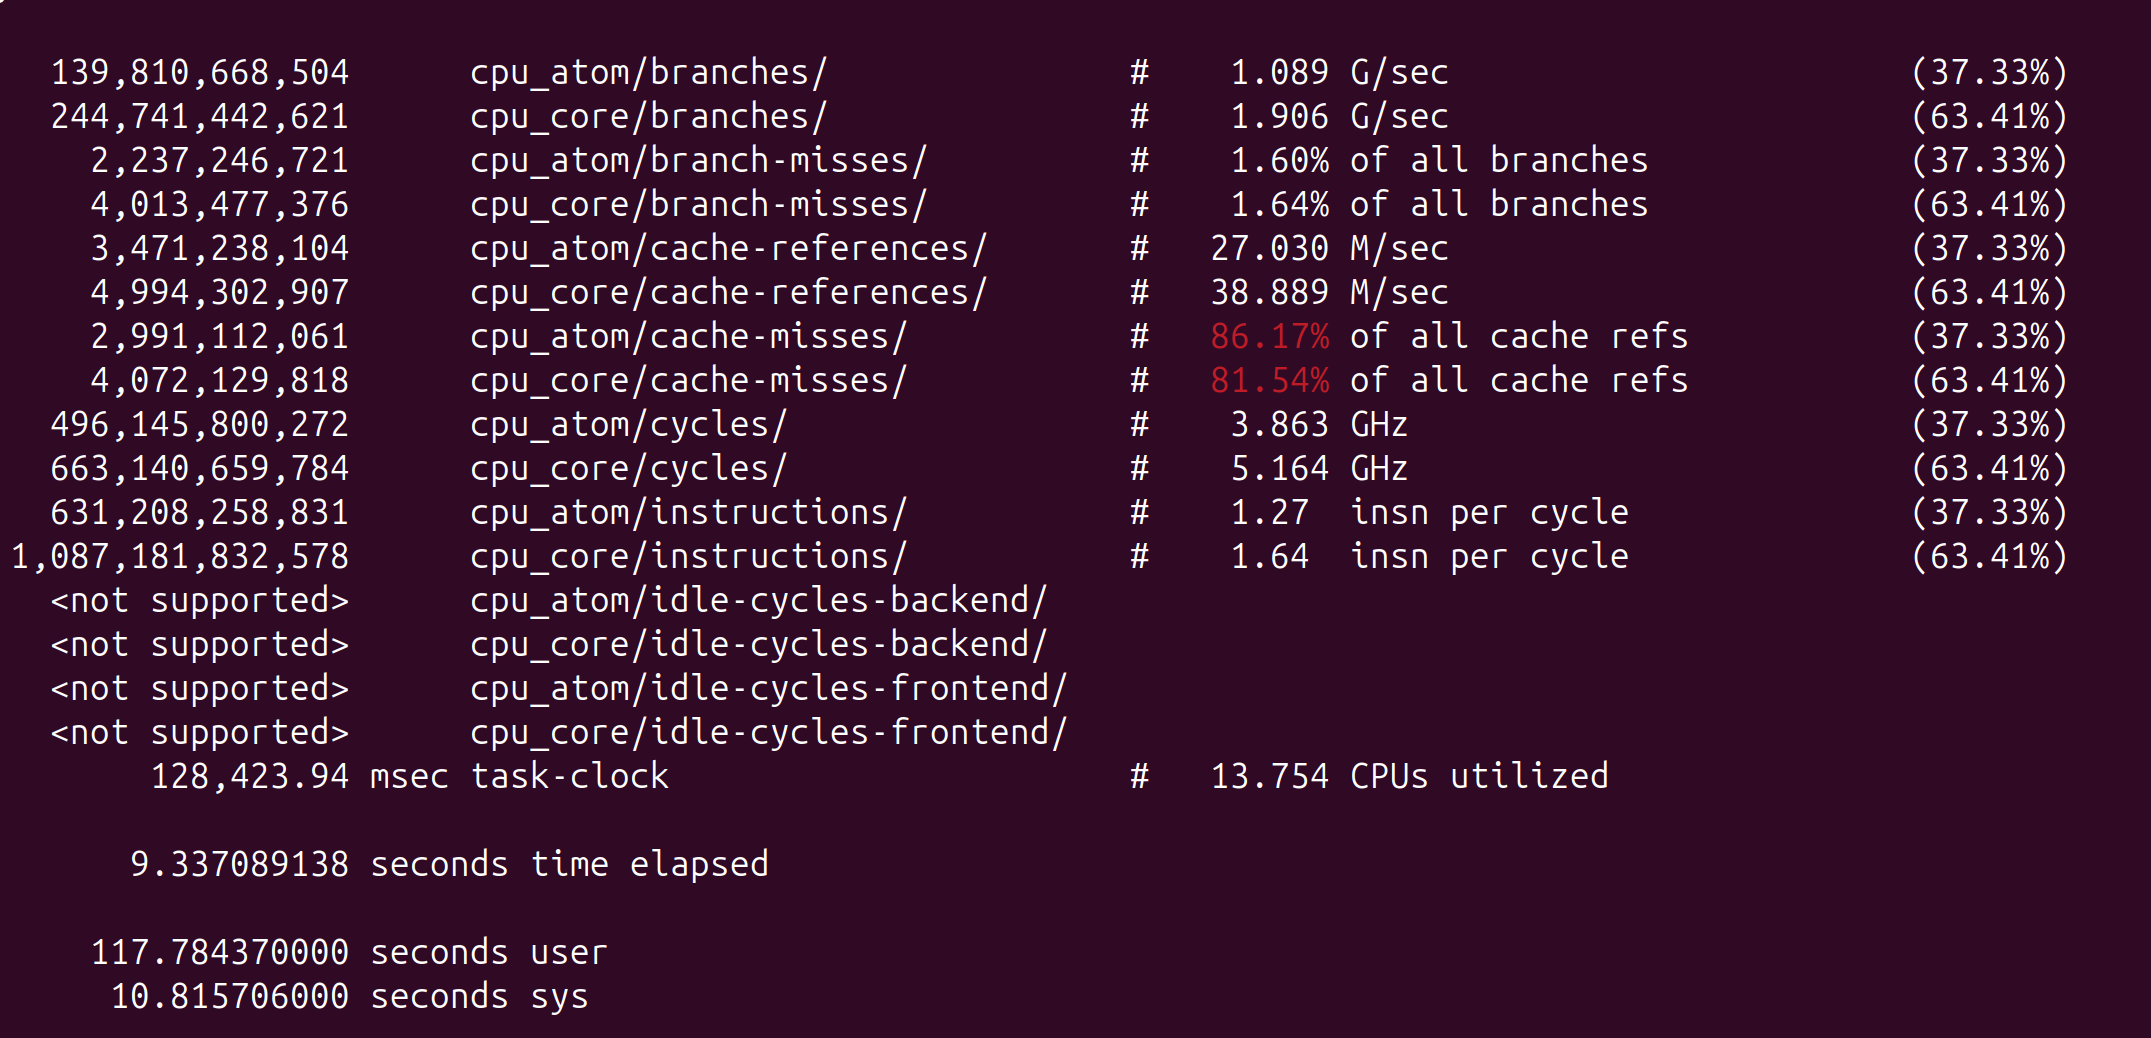 139,810,668,504      cpu_atom/branches/               #    1.089 G/sec                       (37.33%)
244,741,442,621      cpu_core/branches/               #    1.906 G/sec                       (63.41%)
2,237,246,721      cpu_atom/branch-misses/          #    1.60% of all branches             (37.33%)
4,013,477,376      cpu_core/branch-misses/          #    1.64% of all branches             (63.41%)
3,471,238,104      cpu_atom/cache-references/       #   27.030 M/sec                       (37.33%)
4,994,302,907      cpu_core/cache-references/       #   38.889 M/sec                       (63.41%)
2,991,112,061      cpu_atom/cache-misses/           #   86.17% of all cache refs           (37.33%)
4,072,129,818      cpu_core/cache-misses/           #   81.54% of all cache refs           (63.41%)
496,145,800,272      cpu_atom/cycles/                 #    3.863 GHz                         (37.33%)
663,140,659,784      cpu_core/cycles/                 #    5.164 GHz                         (63.41%)
631,208,258,831      cpu_atom/instructions/           #    1.27  insn per cycle              (37.33%)
1,087,181,832,578      cpu_core/instructions/           #    1.64  insn per cycle              (63.41%)
<not supported>      cpu_atom/idle-cycles-backend/
<not supported>      cpu_core/idle-cycles-backend/
<not supported>      cpu_atom/idle-cycles-frontend/
<not supported>      cpu_core/idle-cycles-frontend/
128,423.94 msec task-clock                       #   13.754 CPUs utilized
9.337089138 seconds time elapsed
117.784370000 seconds user
10.815706000 seconds sys